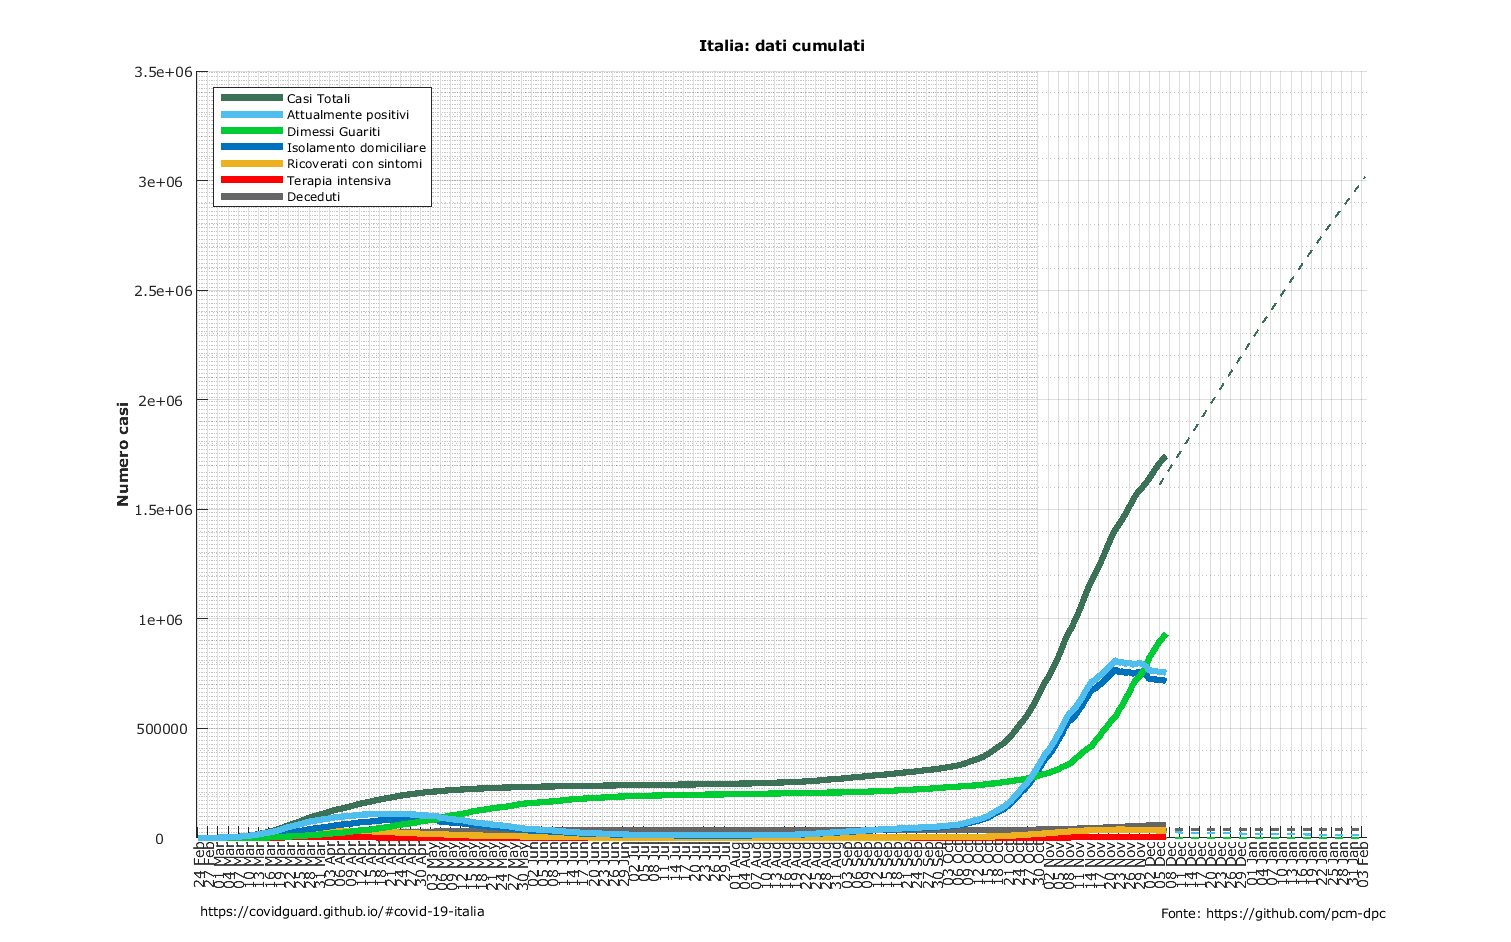 Italia: dati cumulati
3.5e+06
3e+06
2.5e+06
2e+06
1.5e+06
1e+06
500000
0
Numero casi
Casi Totali
Attualmente positivi
Dimessi Guariti
Isolamento domiciliare
Ricoverati con sintomi
Terapia intensiva
Deceduti
24 Feb
27 Feb
01 Mar
04 Mar
07 Mar
10 Mar
13 Mar
16 Mar
19 Mar
22 Mar
25 Mar
28 Mar
31 Mar
03 Apr
06 Apr
09 Apr
12 Apr
15 Apr
18 Apr
21 Apr
24 Apr
27 Apr
30 Apr
03 May
06 May
09 May
12 May
15 May
18 May
21 May
24 May
27 May
30 May
02 Jun
05 Jun
08 Jun
11 Jun
14 Jun
17 Jun
20 Jun
23 Jun
26 Jun
29 Jun
02 Jul
05 Jul
08 Jul
11 Jul
14 Jul
17 Jul
20 Jul
23 Jul
26 Jul
29 Jul
01 Aug
04 Aug
07 Aug
10 Aug
13 Aug
16 Aug
19 Aug
22 Aug
25 Aug
28 Aug
31 Aug
03 Sep
06 Sep
09 Sep
12 Sep
15 Sep
18 Sep
21 Sep
24 Sep
27 Sep
30 Sep
03 Oct
06 Oct
09 Oct
12 Oct
15 Oct
18 Oct
21 Oct
24 Oct
27 Oct
30 Oct
02 Nov
05 Nov
08 Nov
11 Nov
14 Nov
17 Nov
20 Nov
23 Nov
26 Nov
29 Nov
02 Dec
05 Dec
08 Dec
11 Dec
14 Dec
17 Dec
20 Dec
23 Dec
26 Dec
29 Dec
01 Jan
04 Jan
07 Jan
10 Jan
13 Jan
16 Jan
19 Jan
22 Jan
25 Jan
28 Jan
31 Jan
03 Feb
https://covidguard.github.io/#covid-19-italia
Fonte: https://github.com/pcm-dpc